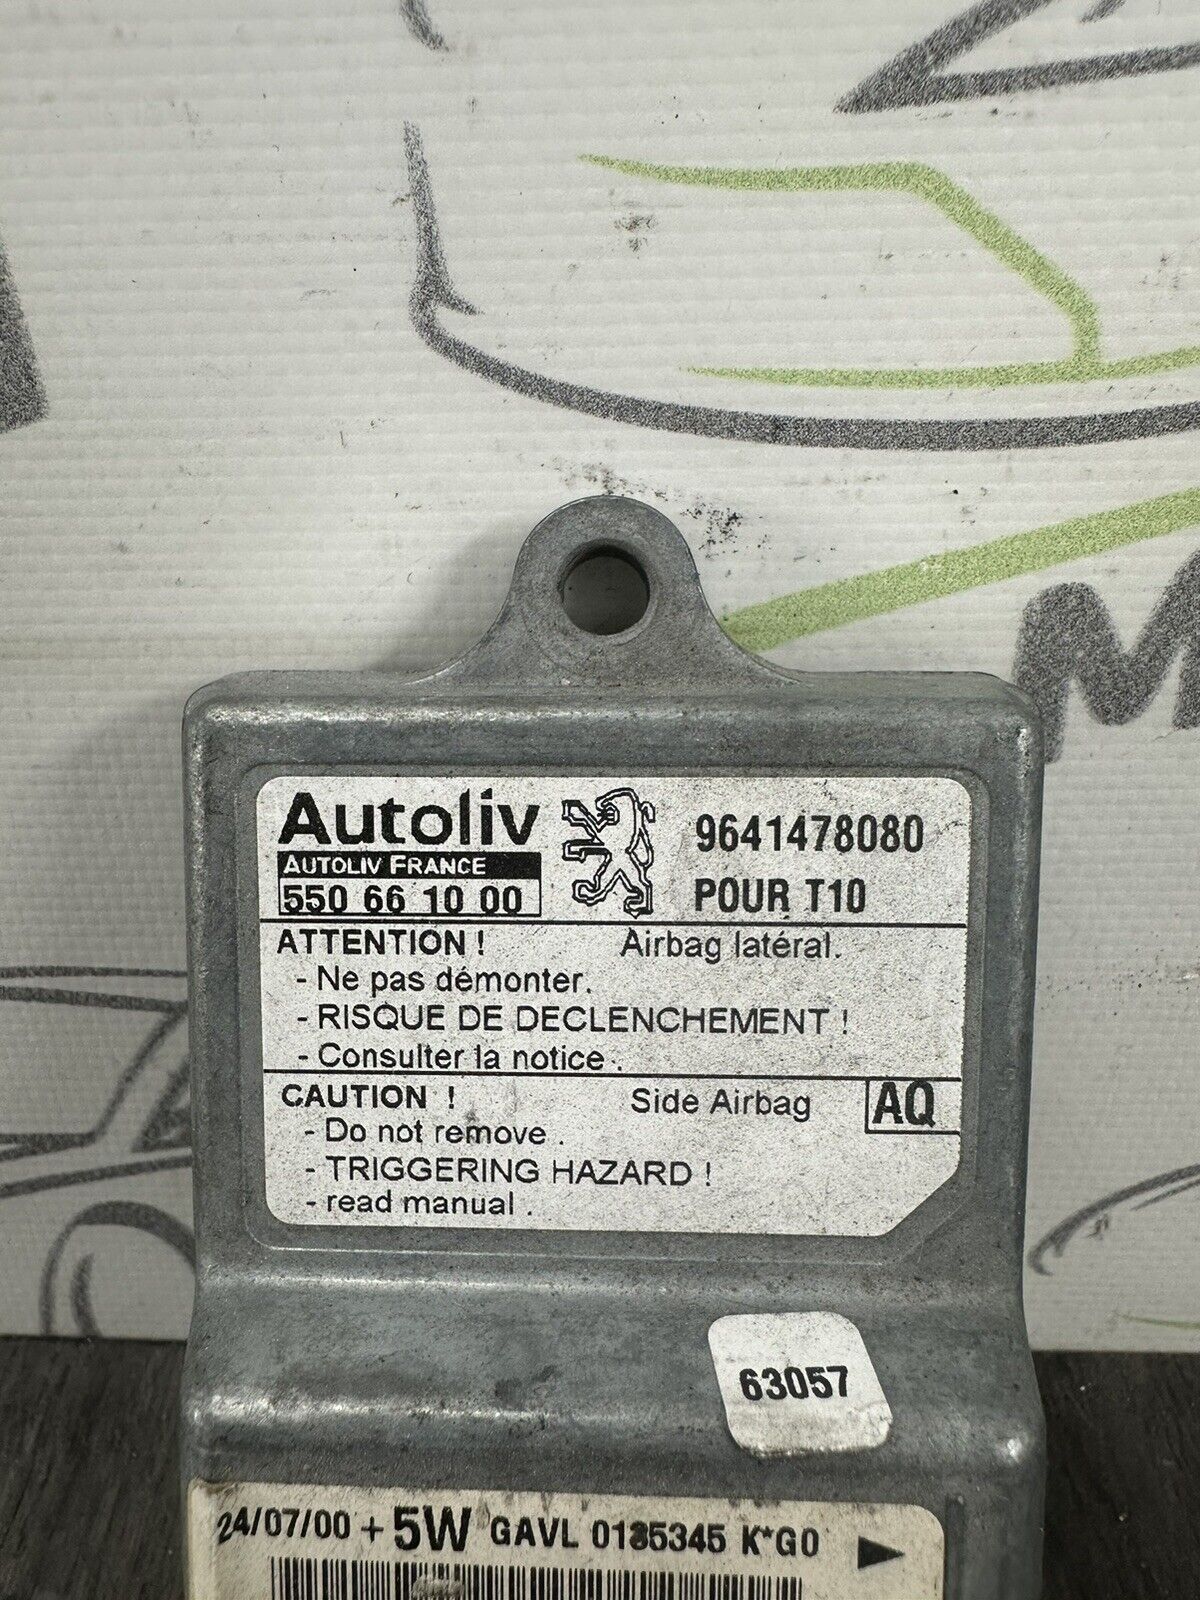 Autoliv
AUTOLIV FRANCE
550 66 10 00
9641478080
POUR T10
ATTENTION ! Airbag latéral.
- Ne pas démonter.
- RISQUE DE DECLENCHEMENT !
- Consulter la notice.
CAUTION ! Side Airbag AQ
- Do not remove .
- TRIGGERING HAZARD !
- read manual .
63057
24/07/00 + 5W GAVL 0135345 K*G0